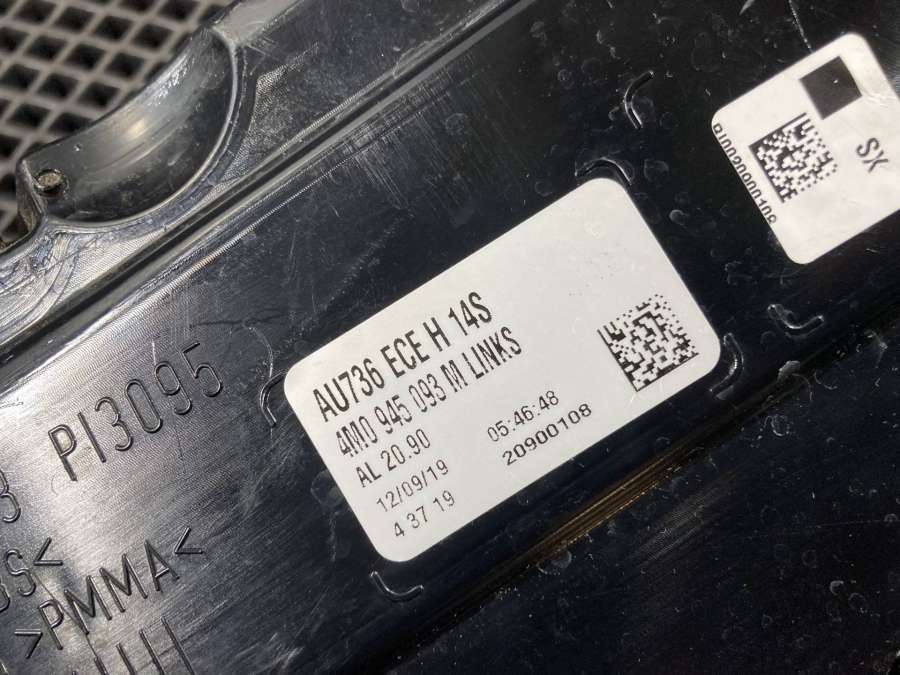 AU736 ECE H 14S
4M0 945 093 M LINKS
AL 20.90
12/09/19 05:46:48
4 37 19 20900108
SX
PI3095
>PMMA<